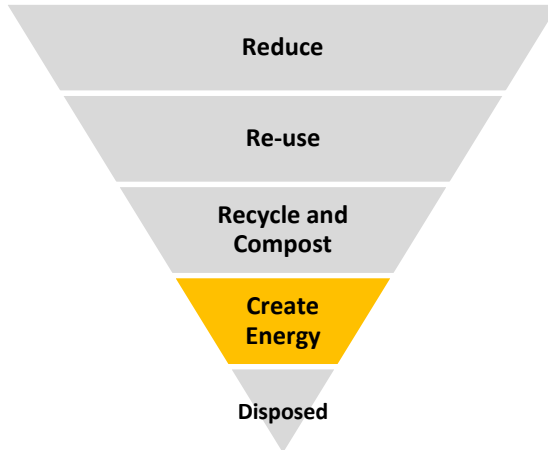 Reduce
Re-use
Recycle and
Compost
Create
Energy
Disposed